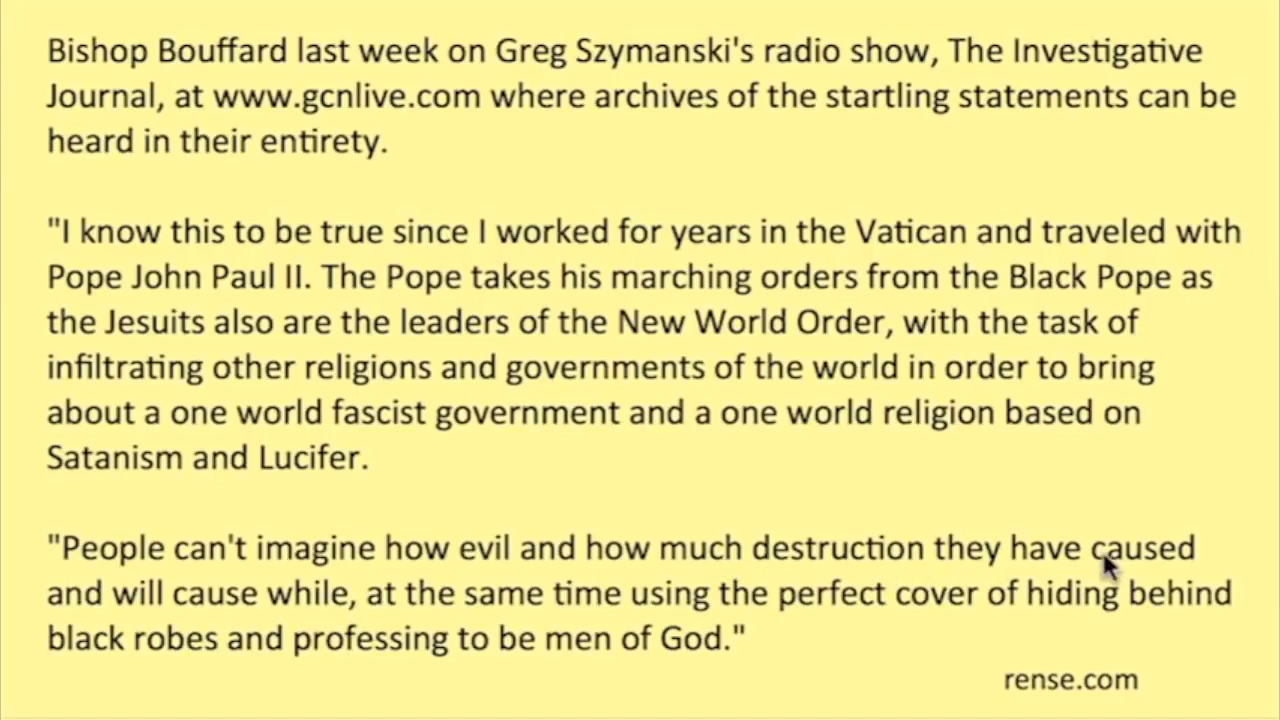 Bishop Bouffard last week on Greg Szymanski's radio show, The Investigative
Journal, at www.gcnlive.com where archives of the startling statements can be
heard in their entirety.
"I know this to be true since I worked for years in the Vatican and traveled with
Pope John Paul II. The Pope takes his marching orders from the Black Pope as
the Jesuits also are the leaders of the New World Order, with the task of
infiltrating other religions and governments of the world in order to bring
about a one world fascist government and a one world religion based on
Satanism and Lucifer.
"People can't imagine how evil and how much destruction they have caused
and will cause while, at the same time using the perfect cover of hiding behind
black robes and professing to be men of God."
rense.com